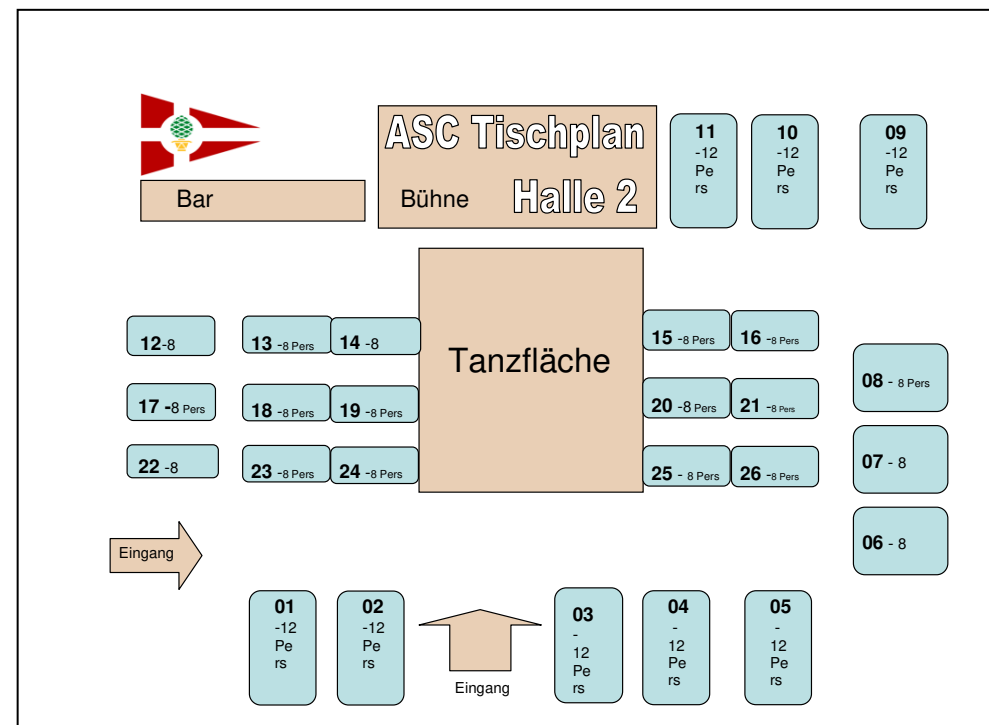 ASC Tischplan
Bar
Bühne Halle 2
11
-12
Pe
rs
10
-12
Pe
rs
09
-12
Pe
rs
Tanzfläche
12-8
13 -8 Pers
14 -8
15 -8 Pers
16 -8 Pers
17 -8 Pers
18 -8 Pers
19 -8 Pers
20 -8 Pers
21 -8 Pers
22 -8
23 -8 Pers
24 -8 Pers
25 - 8 Pers
26 -8 Pers
08 - 8 Pers
07 - 8
06 - 8
Eingang
01
-12
Pe
rs
02
-12
Pe
rs
Eingang
03
-
12
Pe
rs
04
-
12
Pe
rs
05
-
12
Pe
rs